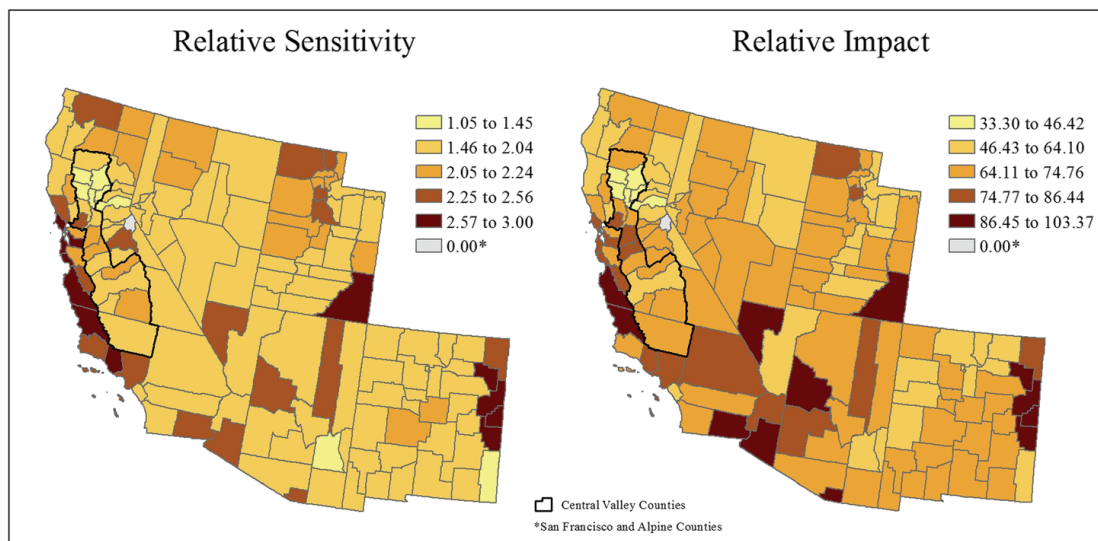 Relative Sensitivity
1.05 to 1.45
1.46 to 2.04
2.05 to 2.24
2.25 to 2.56
2.57 to 3.00
0.00*
Relative Impact
33.30 to 46.42
46.43 to 64.10
64.11 to 74.76
74.77 to 86.44
86.45 to 103.37
0.00*
Central Valley Counties
*San Francisco and Alpine Counties